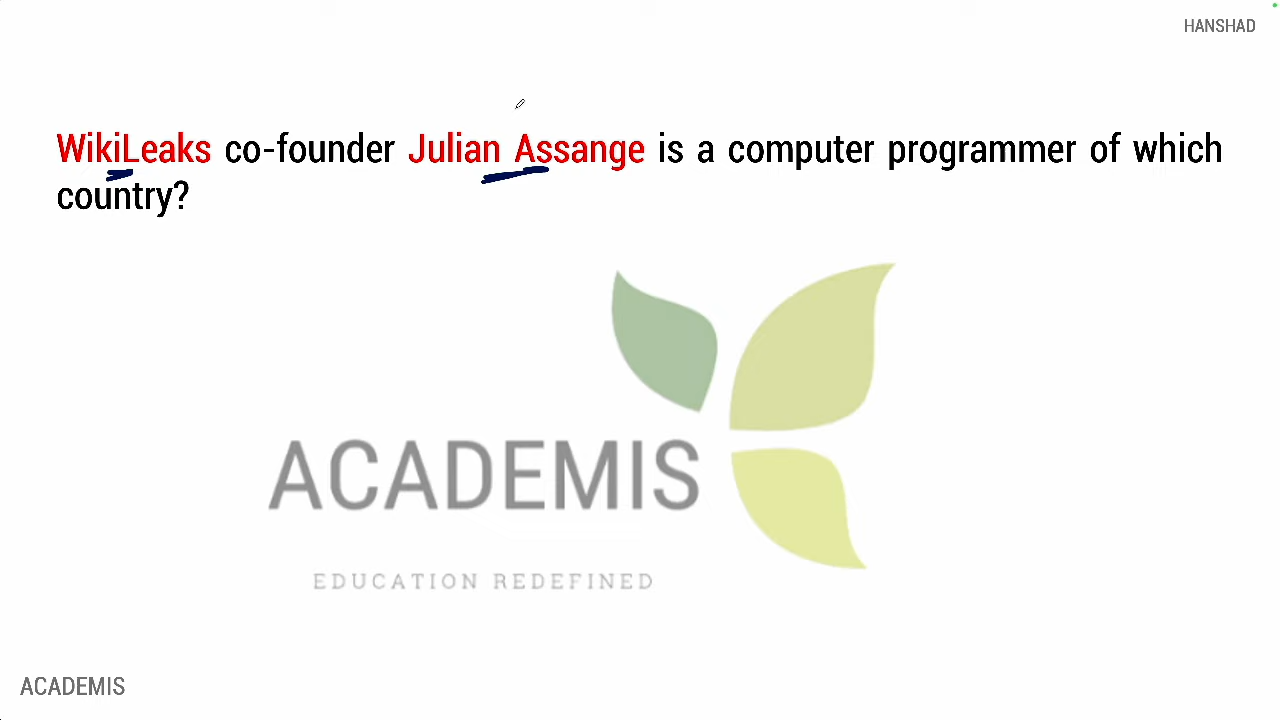 HANSHAD
WikiLeaks co-founder Julian Assange is a computer programmer of which
country?
ACADEMIS
EDUCATION REDEFINED
ACADEMIS